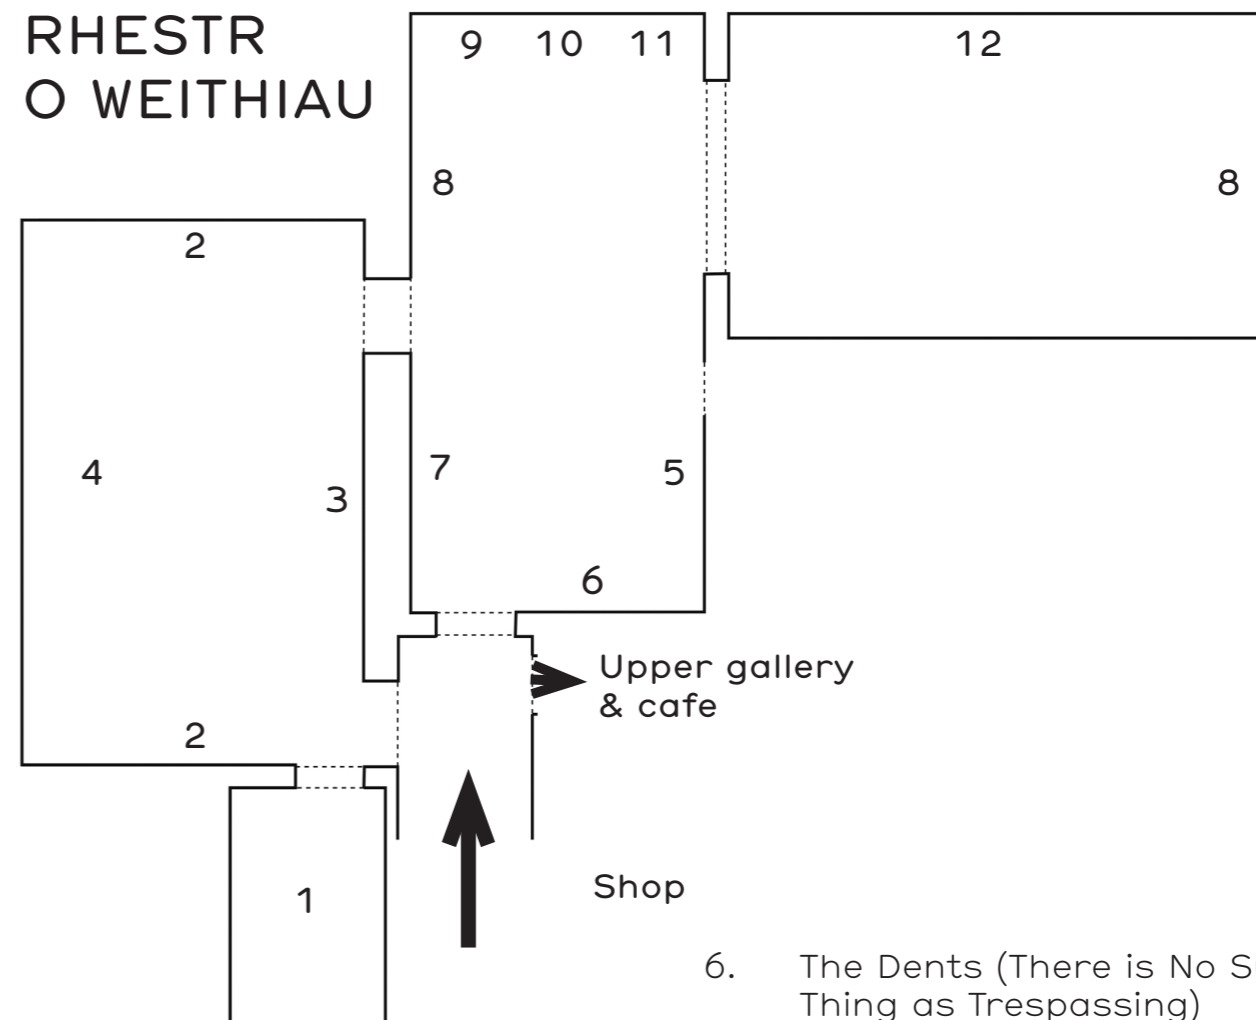 RHESTR
O WEITHIAU
9 10 11
12
8
8
2
4
3
7
5
6
2
Upper gallery
& cafe
1
Shop
6. The Dents (There is No
Thing as Trespassing)